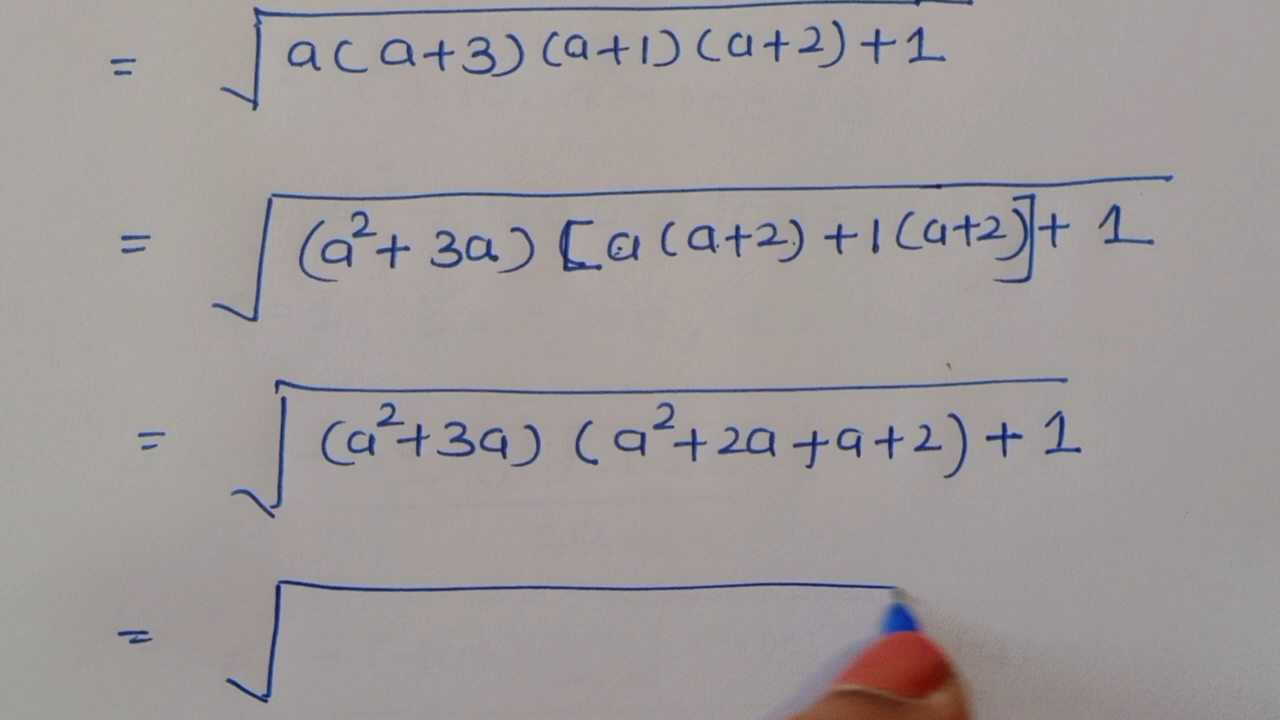 = √a(a+3)(a+1)(a+2)+1
= √(a²+3a)[a(a+2)+1(a+2)]+1
= √(a²+3a)(a²+2a+a+2)+1
= √